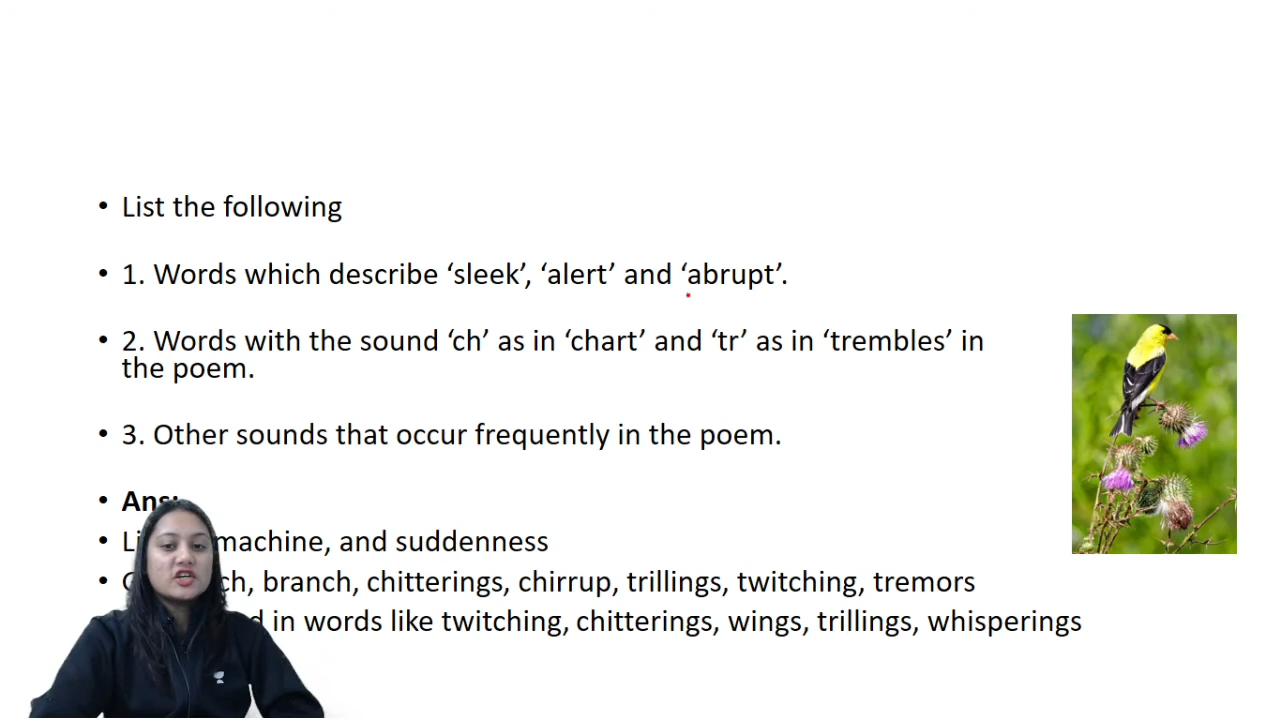 • List the following
• 1. Words which describe ‘sleek’, ‘alert’ and ‘abrupt’.
• 2. Words with the sound ‘ch’ as in ‘chart’ and ‘tr’ as in ‘trembles’ in
the poem.
• 3. Other sounds that occur frequently in the poem.
• Ans:
• machine, and suddenness
• branch, chitterings, chirrup, trillings, twitching, tremors
in words like twitching, chitterings, wings, trillings, whisperings